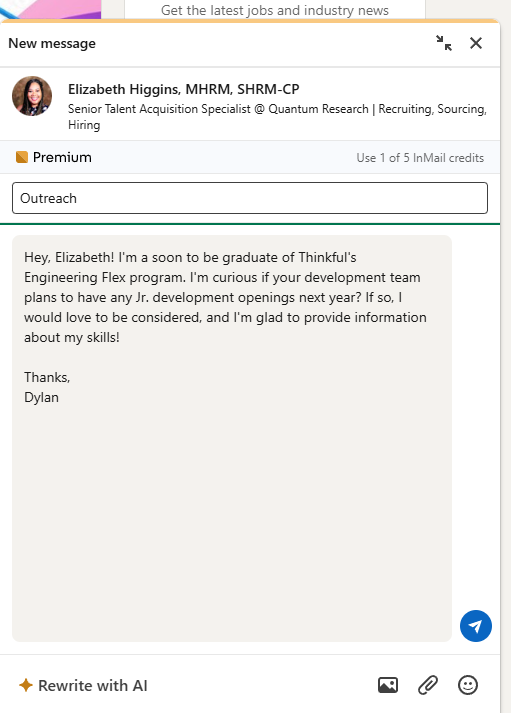 Get the latest jobs and industry news
New message
Elizabeth Higgins, MHRM, SHRM-CP
Senior Talent Acquisition Specialist @ Quantum Research | Recruiting, Sourcing,
Hiring
Premium
Use 1 of 5 InMail credits
Outreach
Hey, Elizabeth! I'm a soon to be graduate of Thinkful's
Engineering Flex program. I'm curious if your development team
plans to have any Jr. development openings next year? If so, I
would love to be considered, and I'm glad to provide information
about my skills!
Thanks,
Dylan
Rewrite with AI